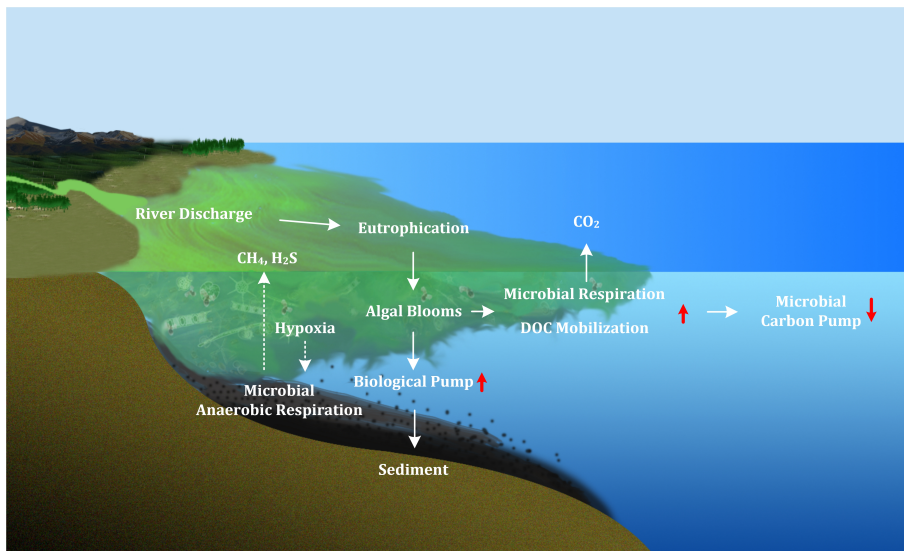 River Discharge
Eutrophication
CO₂
CH₄, H₂S
Microbial Respiration
DOC Mobilization
Microbial
Carbon Pump
Algal Blooms
Hypoxia
Biological Pump
Microbial
Anaerobic Respiration
Sediment